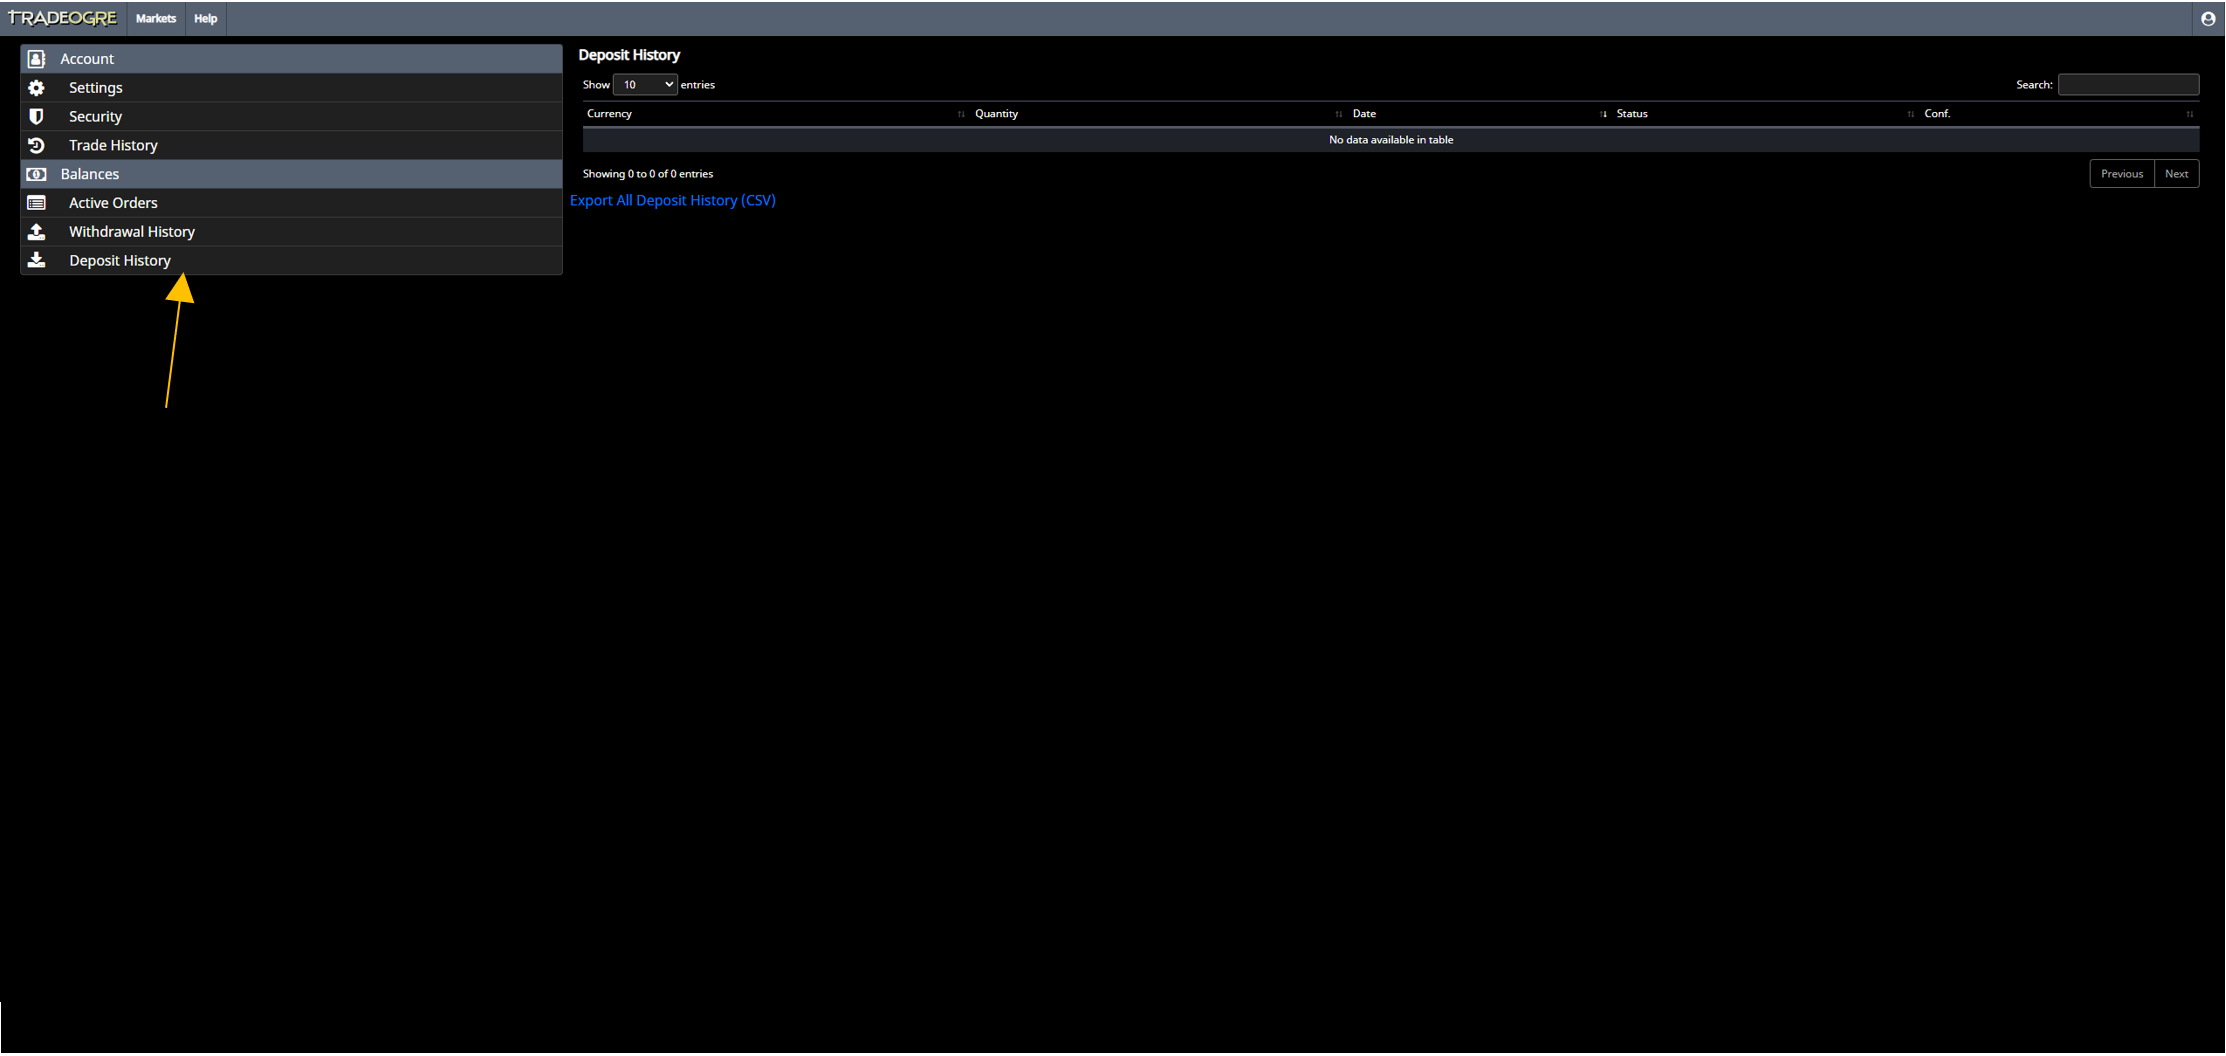 TRADEOGRE Markets Help
Account
Settings
Security
Trade History
Balances
Active Orders
Withdrawal History
Deposit History
Deposit History
Show 10 entries Search:
Currency Quantity Date Status Conf.
No data available in table
Showing 0 to 0 of 0 entries Previous Next
Export All Deposit History (CSV)